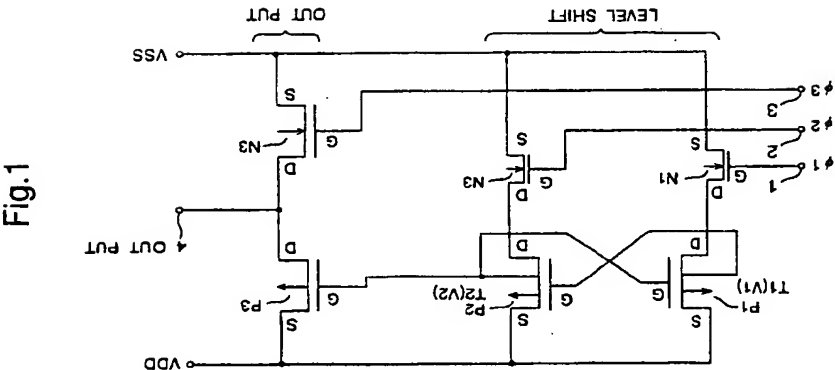 Fig.1
VDD
S
S
S
P1
T1(V1)
G
D
P2
T2(V2)
G
D
P3
G
D
4 OUT PUT
φ1
1
N1
G
D
S
φ2
2
N3
G
D
S
φ3
3
N3
G
D
S
VSS
LEVEL SHIFT
OUT PUT